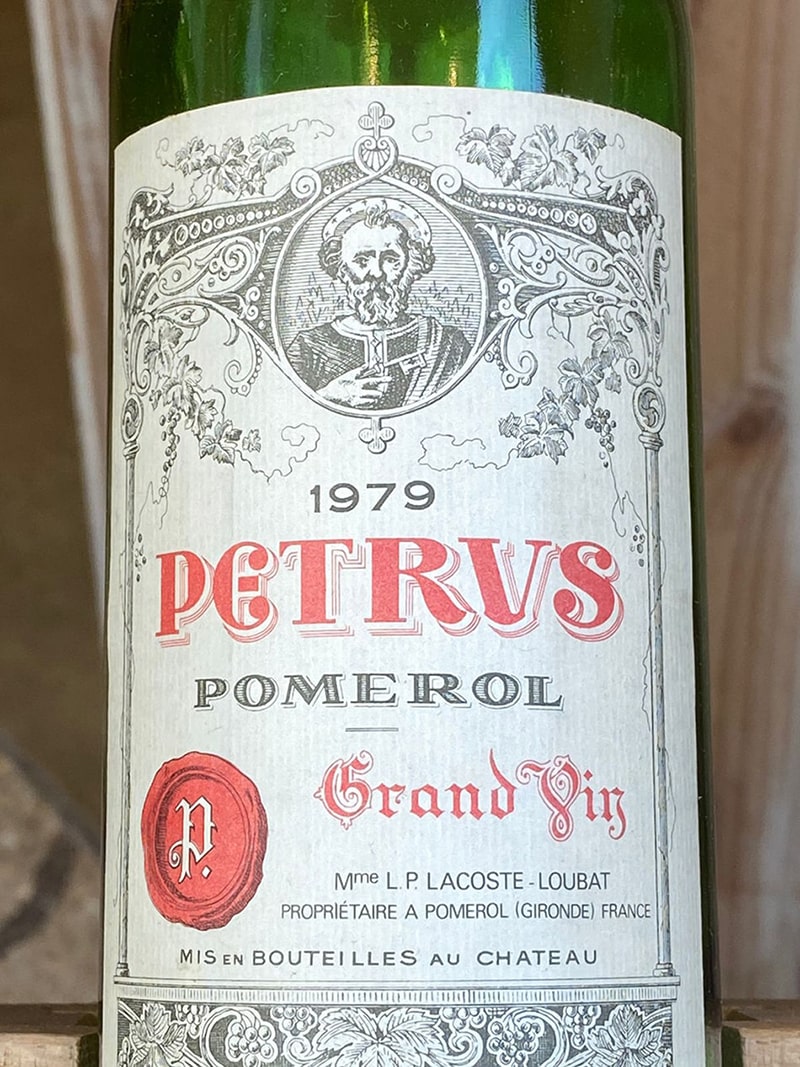 1979
PETRVS
POMEROL
Grand Vin
P.
Mme L.P. LACOSTE-LOUBAT
PROPRIÉTAIRE A POMEROL (GIRONDE) FRANCE
MIS EN BOUTEILLES AU CHATEAU